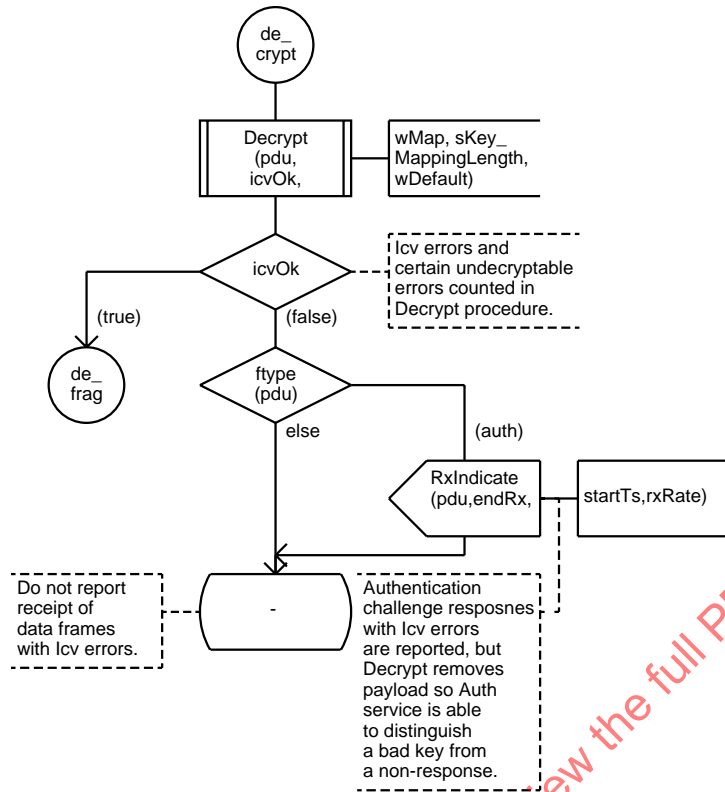 de_
crypt
Decrypt
(pdu,
icvOk,
wMap, sKey_
MappingLength,
wDefault)
icvOk
Icv errors and
certain undecryptable
errors counted in
Decrypt procedure.
(true)
(false)
de_
frag
ftype
(pdu)
else
(auth)
RxIndicate
(pdu,endRx,
startTs,rxRate)
Do not report
receipt of
data frames
with Icv errors.
-
Authentication
challenge resposnes
with Icv errors
are reported, but
Decrypt removes
payload so Auth
service is able
to distinguish
a bad key from
a non-response.
the full